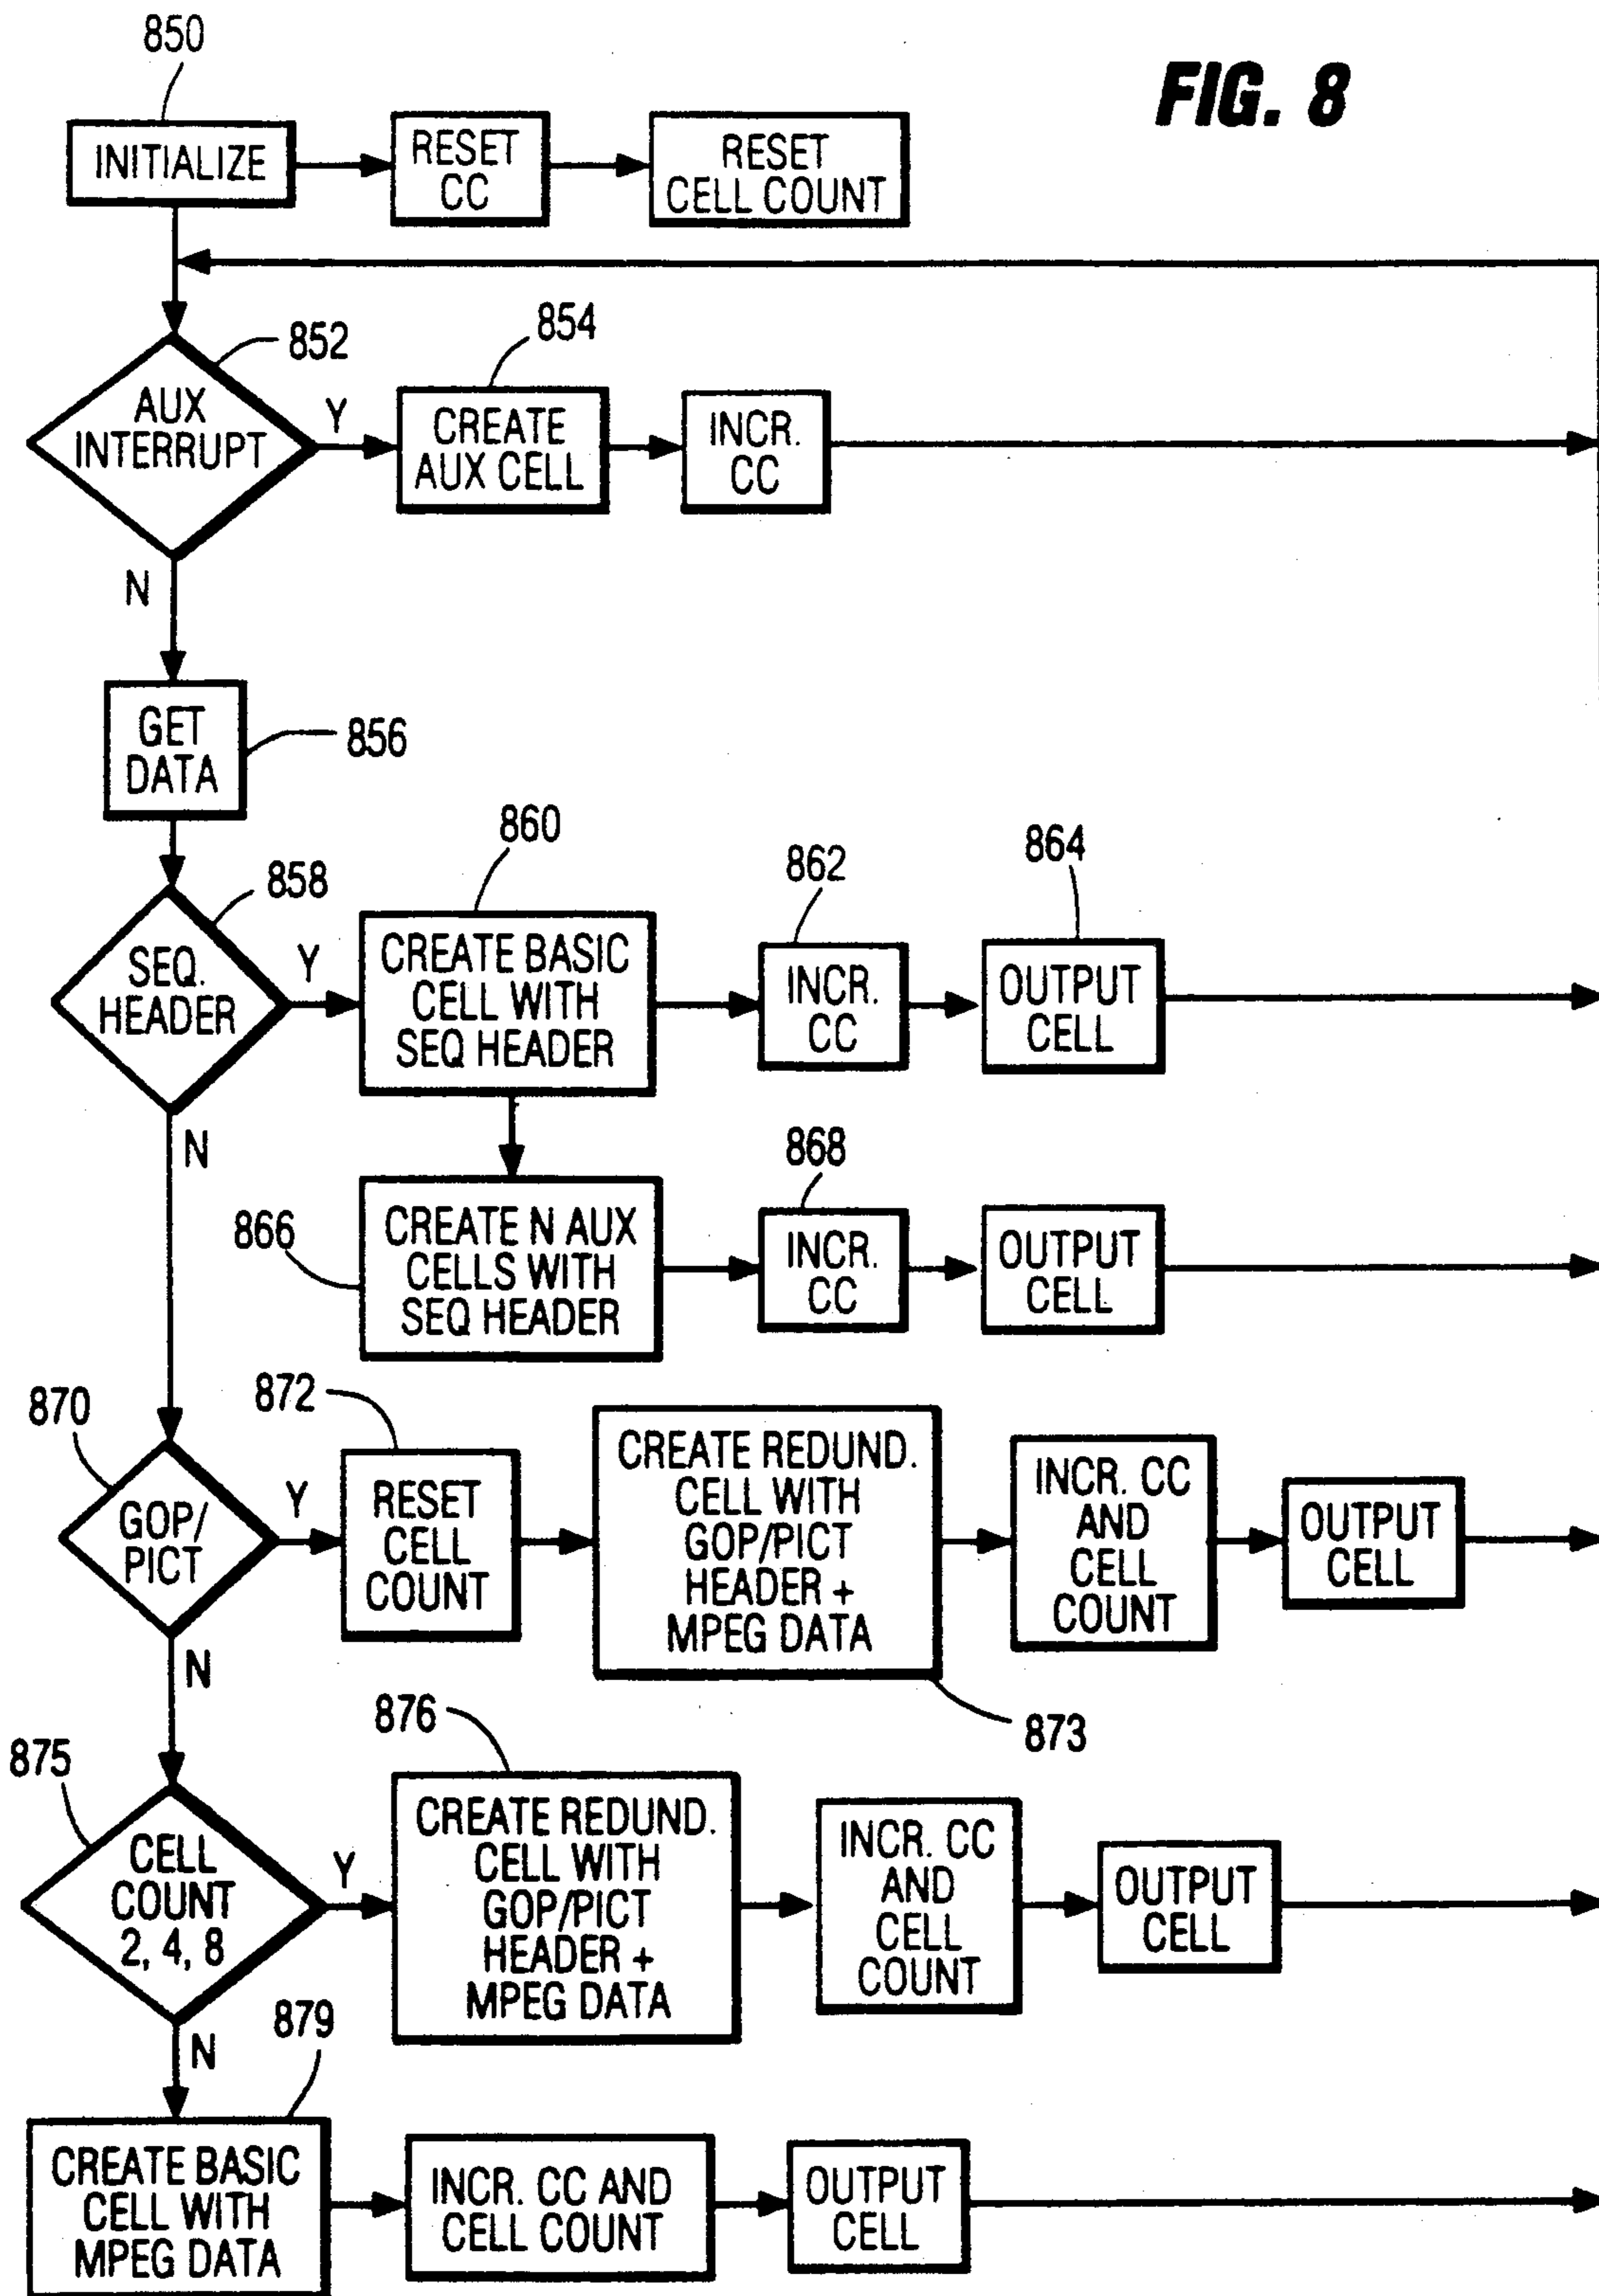 850
FIG. 8
INITIALIZE
RESET
CC
RESET
CELL COUNT
852
854
AUX
INTERRUPT
Y
CREATE
AUX CELL
INCR.
CC
N
GET
DATA
856
858
860
862
864
SEQ.
HEADER
Y
CREATE BASIC
CELL WITH
SEQ HEADER
INCR.
CC
OUTPUT
CELL
N
866
868
CREATE N AUX
CELLS WITH
SEQ HEADER
INCR.
CC
OUTPUT
CELL
870
872
GOP/
PICT
Y
RESET
CELL
COUNT
CREATE REDUND.
CELL WITH
GOP/PICT
HEADER +
MPEG DATA
873
INCR. CC
AND
CELL
COUNT
OUTPUT
CELL
N
875
876
CELL
COUNT
2, 4, 8
Y
CREATE REDUND.
CELL WITH
GOP/PICT
HEADER +
MPEG DATA
INCR. CC
AND
CELL
COUNT
OUTPUT
CELL
N
879
CREATE BASIC
CELL WITH
MPEG DATA
INCR. CC AND
CELL COUNT
OUTPUT
CELL